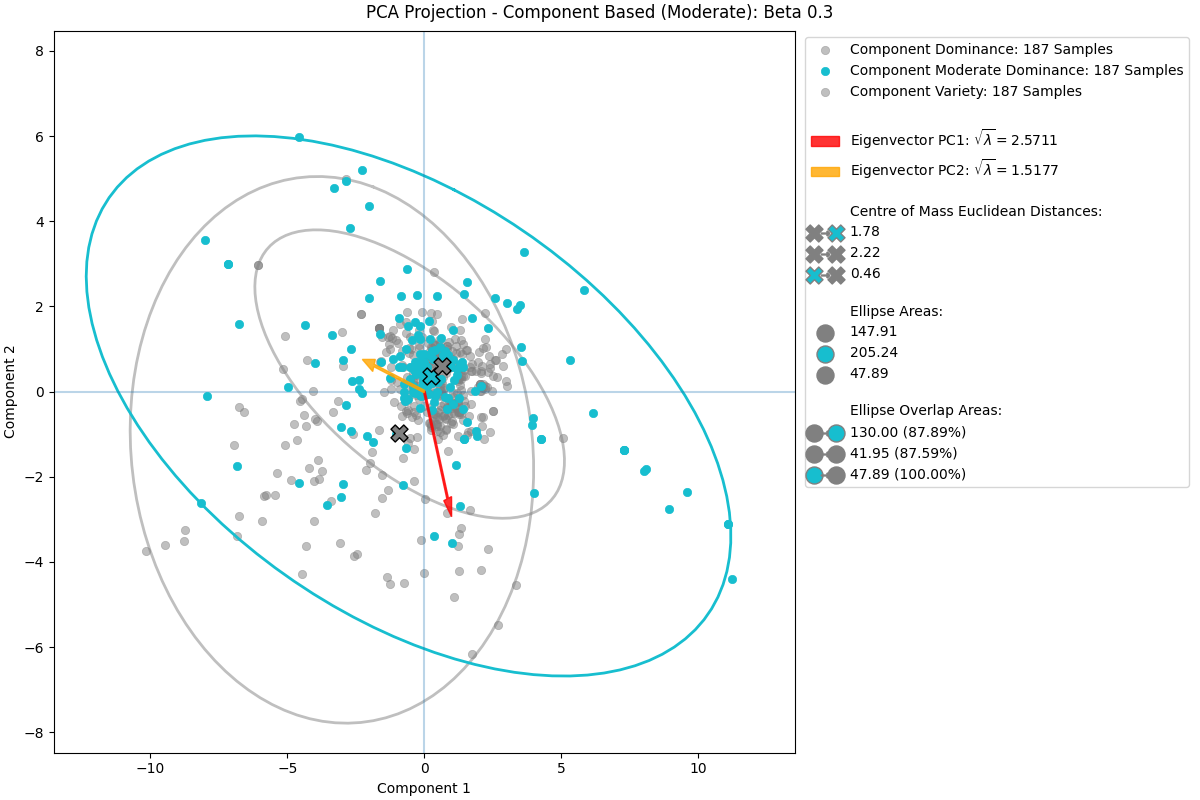 PCA Projection - Component Based (Moderate): Beta 0.3
8
6
4
2
0
−2
−4
−6
−8
Component 2
−10
−5
0
5
10
Component 1
Component Dominance: 187 Samples
Component Moderate Dominance: 187 Samples
Component Variety: 187 Samples
Eigenvector PC1: √λ = 2.5711
Eigenvector PC2: √λ = 1.5177
Centre of Mass Euclidean Distances:
1.78
2.22
0.46
Ellipse Areas:
147.91
205.24
47.89
Ellipse Overlap Areas:
130.00 (87.89%)
41.95 (87.59%)
47.89 (100.00%)